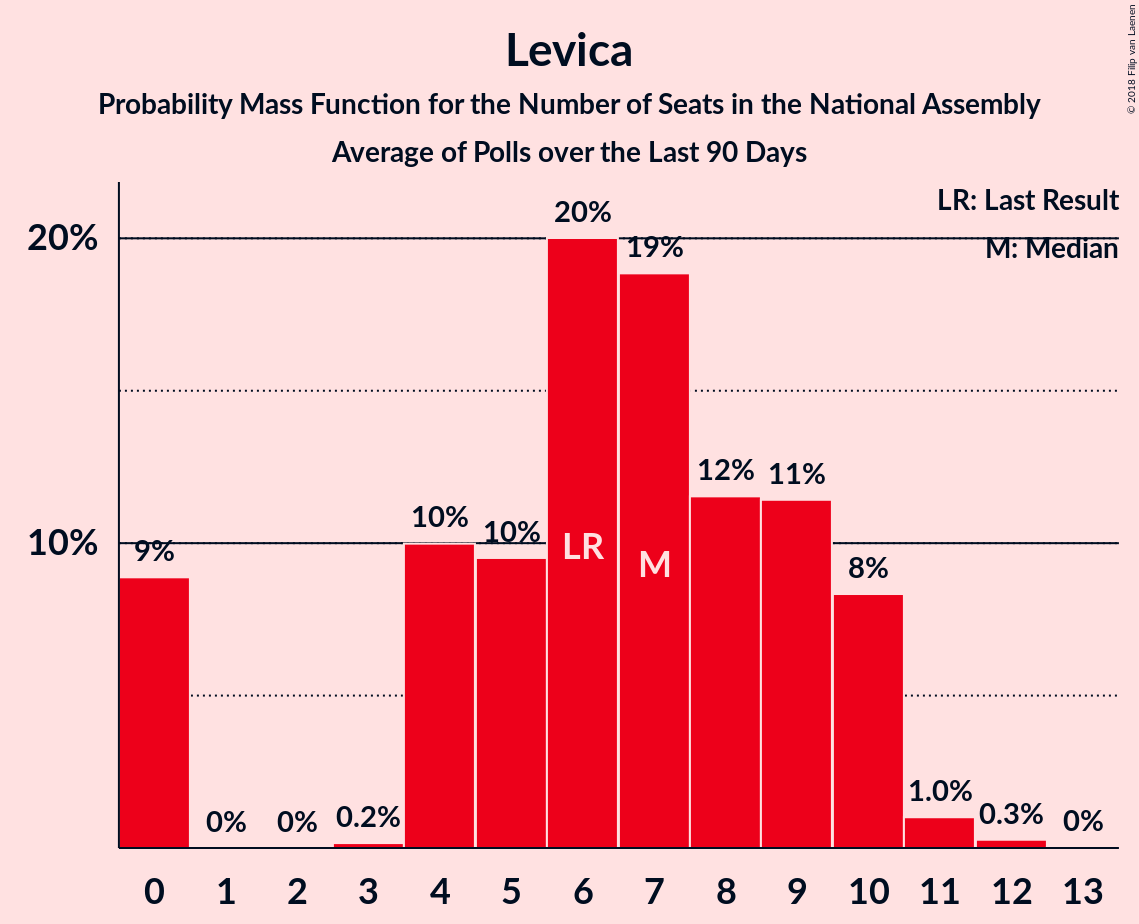 Levica
Probability Mass Function for the Number of Seats in the National Assembly
Average of Polls over the Last 90 Days
© 2018 Filip van Laenen
LR: Last Result
M: Median
20%
10%
9%
0%
0%
0.2%
10%
10%
20%
19%
12%
11%
8%
1.0%
0.3%
0%
LR
M
0 1 2 3 4 5 6 7 8 9 10 11 12 13